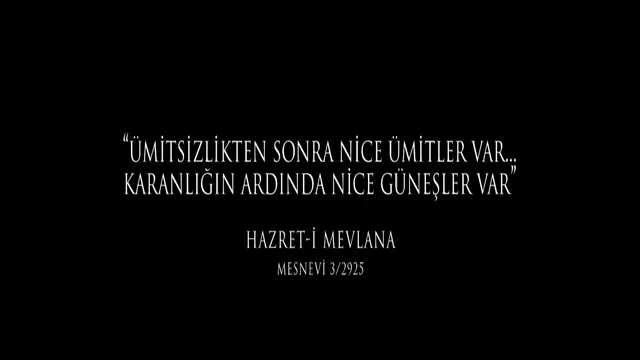 “ÜMİTSİZLİKTEN SONRA NİCE ÜMİTLER VAR...
KARANLIĞIN ARDINDA NİCE GÜNEŞLER VAR”
HAZRET-İ MEVLANA
MESNEVİ 3/2925